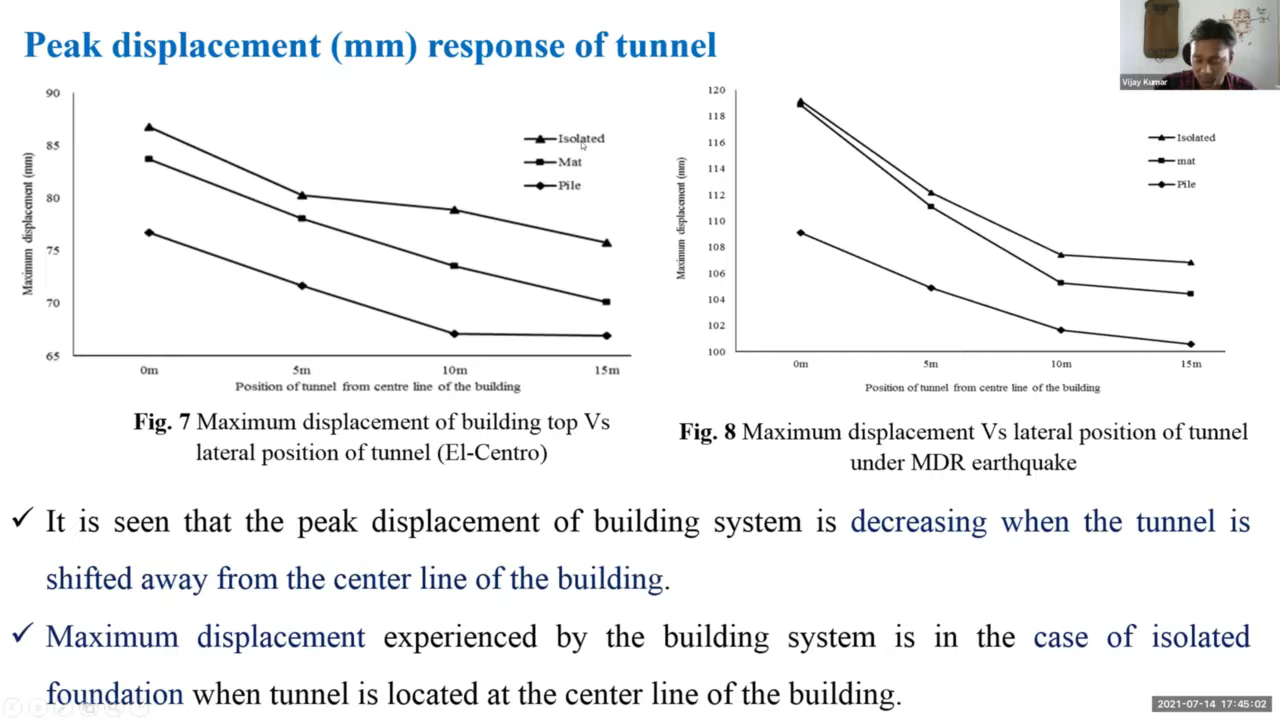 Peak displacement (mm) response of tunnel
Vijay Kumar
90
85
80
75
70
65
Maximum displacement (mm)
Isolated
Mat
Pile
0m
5m
10m
15m
Position of tunnel from centre line of the building
Fig. 7 Maximum displacement of building top Vs
lateral position of tunnel (El-Centro)
120
118
116
114
112
110
108
106
104
102
100
Maximum displacement (mm)
Isolated
mat
Pile
0m
5m
10m
15m
Position of tunnel from centre line of the building
Fig. 8 Maximum displacement Vs lateral position of tunnel
under MDR earthquake
✓ It is seen that the peak displacement of building system is decreasing when the tunnel is
shifted away from the center line of the building.
✓ Maximum displacement experienced by the building system is in the case of isolated
foundation when tunnel is located at the center line of the building.
2021-07-14 17:45:02